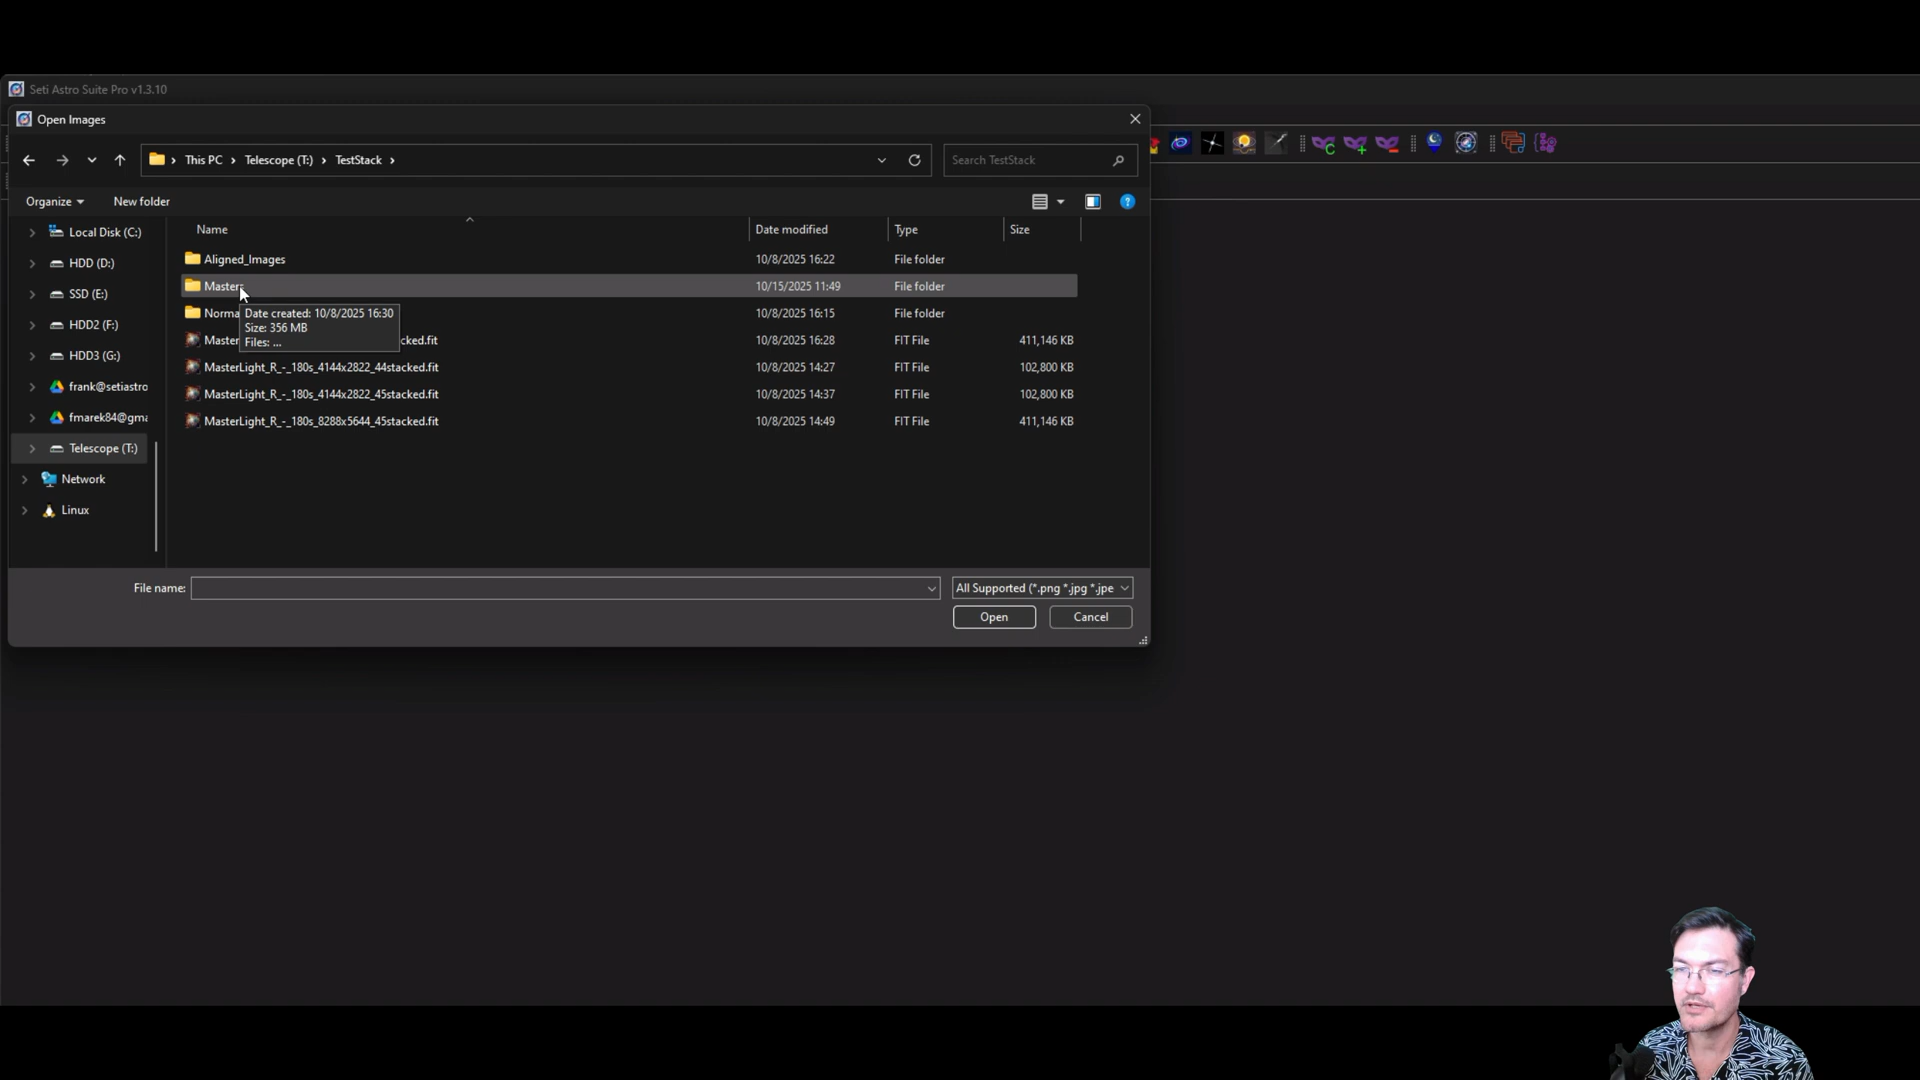 Seti Astro Suite Pro v1.3.10
Open Images
This PC > Telescope (T:) > TestStack >
Search TestStack
Organize
New folder
Name
Date modified
Type
Size
Local Disk (C:)
HDD (D:)
SSD (E:)
HDD2 (F:)
HDD3 (G:)
frank@setiastro
fmarek84@gma
Telescope (T:)
Network
Linux
Aligned_Images 10/8/2025 16:22 File folder
Masters 10/15/2025 11:49 File folder
Norma 10/8/2025 16:15 File folder
Master cked.fit 10/8/2025 16:28 FIT File 411,146 KB
MasterLight_R_-_180s_4144x2822_44stacked.fit 10/8/2025 14:27 FIT File 102,800 KB
MasterLight_R_-_180s_4144x2822_45stacked.fit 10/8/2025 14:37 FIT File 102,800 KB
MasterLight_R_-_180s_8288x5644_45stacked.fit 10/8/2025 14:49 FIT File 411,146 KB
Date created: 10/8/2025 16:30
Size: 356 MB
Files: ...
File name:
All Supported (*.png *.jpg *.jpe
Open
Cancel